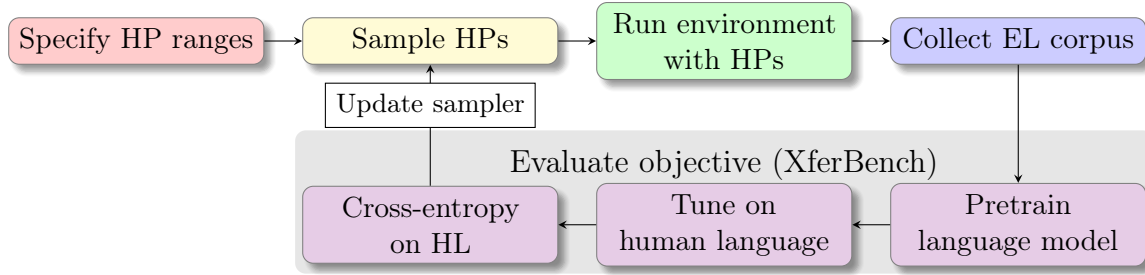 Specify HP ranges
Sample HPs
Run environment
with HPs
Collect EL corpus
Update sampler
Evaluate objective (XferBench)
Cross-entropy
on HL
Tune on
human language
Pretrain
language model